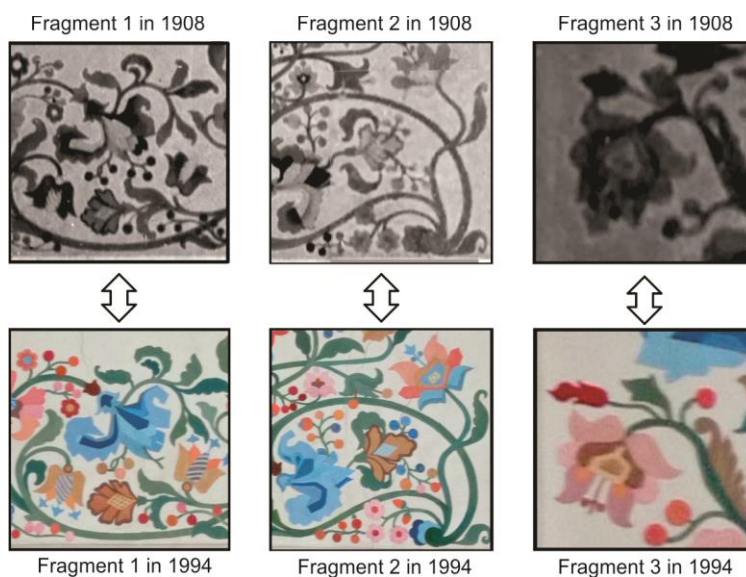 Fragment 1 in 1908
Fragment 2 in 1908
Fragment 3 in 1908
Fragment 1 in 1994
Fragment 2 in 1994
Fragment 3 in 1994